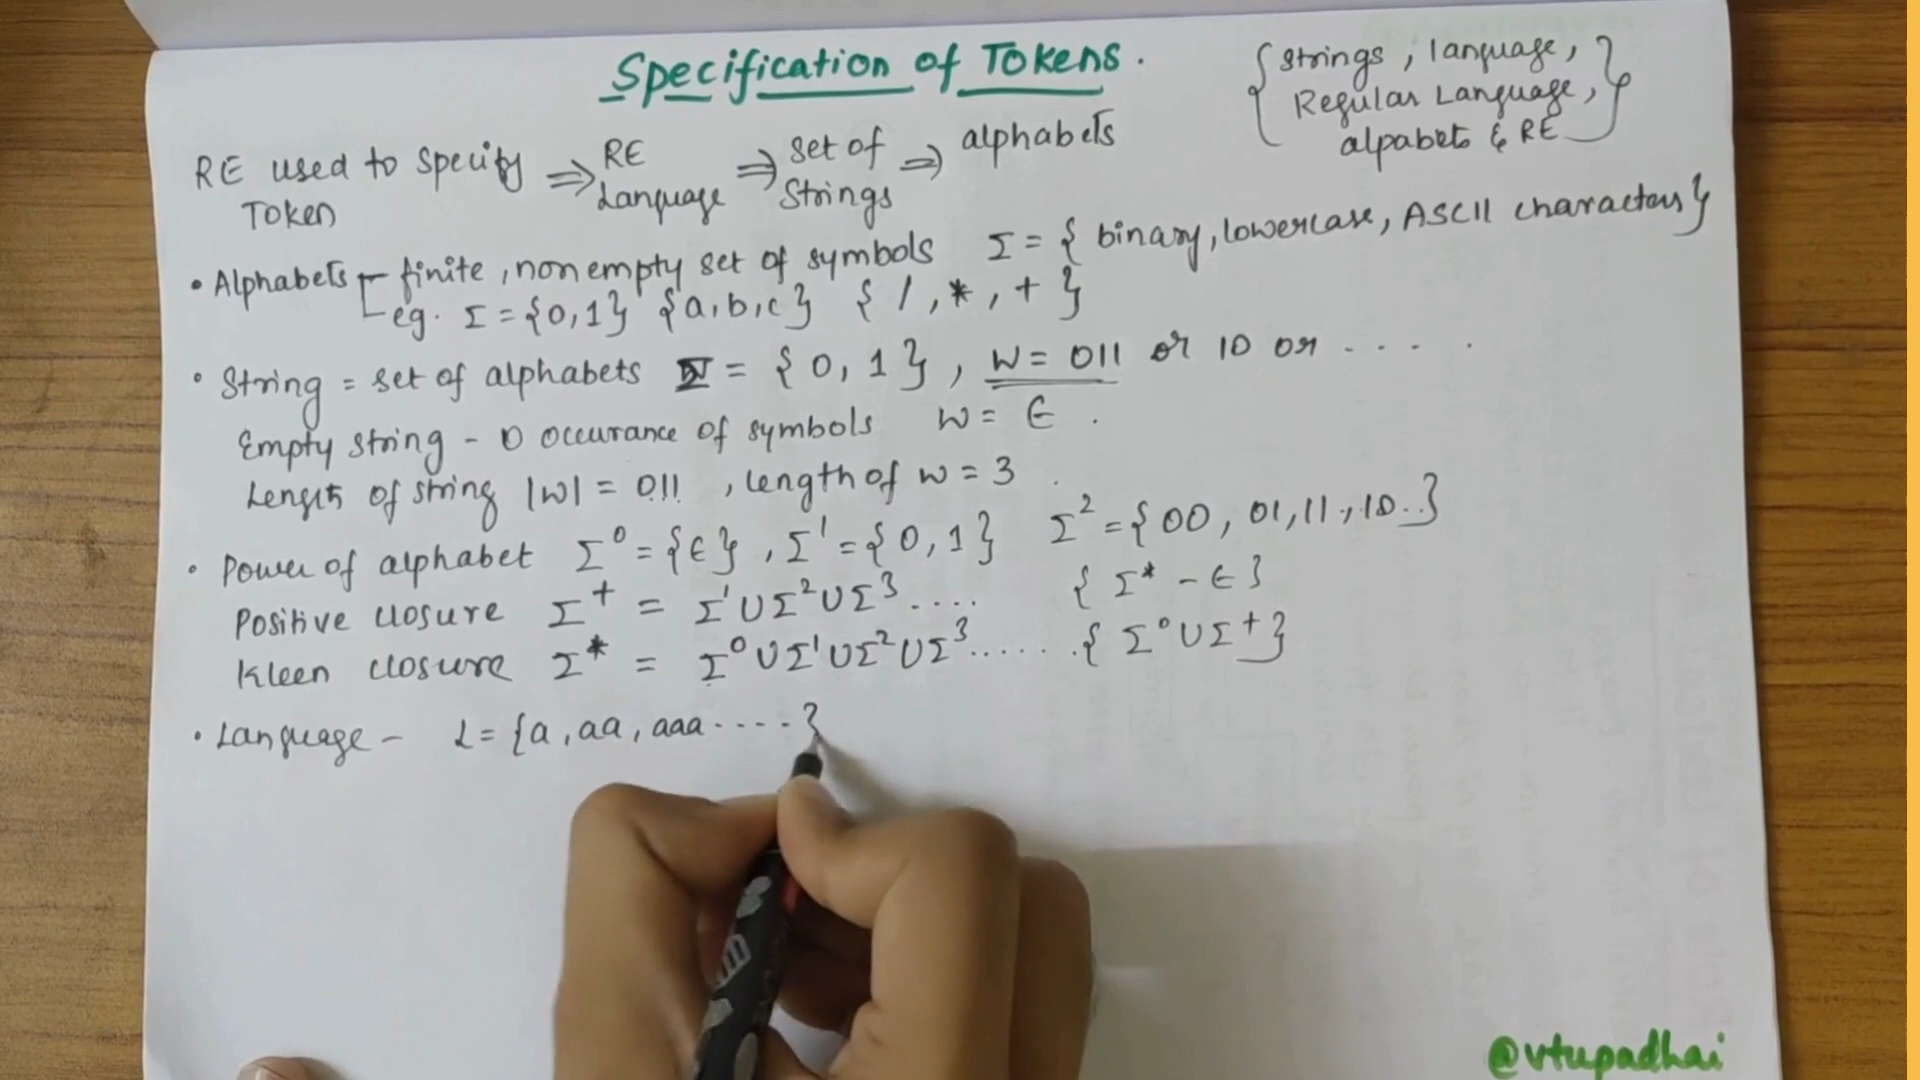 Specification of Tokens.
{ strings, language,
Regular Language, }
alpabets & RE
RE used to specify ⇒ RE ⇒ set of ⇒ alphabets
Token Language Strings
• Alphabets - finite, non empty set of symbols Σ = { binary, lowercase, ASCII characters }
eg. Σ = {0,1} {a,b,c} { /, *, + }
• String = set of alphabets Σ = { 0, 1 }, w = 011 or 10 or ....
Empty string - 0 occurance of symbols w = ϵ .
Length of string |w| = 011 , length of w = 3 .
• Power of alphabet Σ⁰ = {ϵ} , Σ¹ = {0, 1} Σ² = {00, 01, 11, 10..}
Positive closure Σ⁺ = Σ¹ U Σ² U Σ³ .... { Σ* - ϵ }
Kleen closure Σ* = Σ⁰ U Σ¹ U Σ² U Σ³ ....... { Σ⁰ U Σ⁺ }
• Language - L = {a, aa, aaa ....}
@vtupadhai